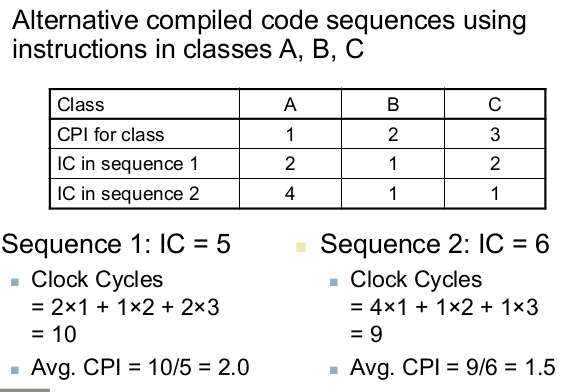 Alternative compiled code sequences using
instructions in classes A, B, C
Class A B C
CPI for class 1 2 3
IC in sequence 1 2 1 2
IC in sequence 2 4 1 1
Sequence 1: IC = 5
Clock Cycles
= 2×1 + 1×2 + 2×3
= 10
Avg. CPI = 10/5 = 2.0
Sequence 2: IC = 6
Clock Cycles
= 4×1 + 1×2 + 1×3
= 9
Avg. CPI = 9/6 = 1.5